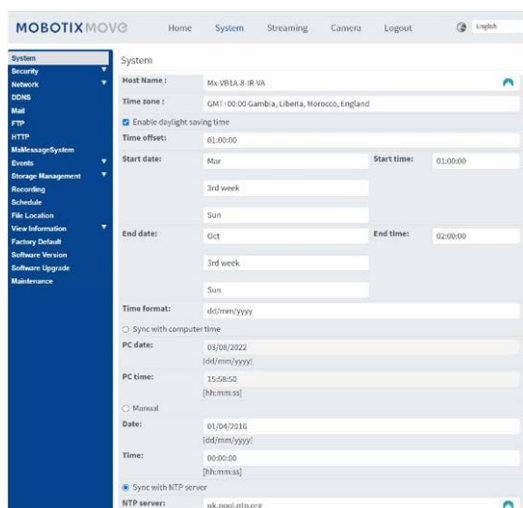 MOBOTIX MOVE
Home System Streaming Camera Logout English
System
Security
Network
DDNS
Mail
FTP
HTTP
MxMessageSystem
Events
Storage Management
Recording
Schedule
File Location
View Information
Factory Default
Software Version
Software Upgrade
Maintenance
System
Host Name : Mx-VB1A-8-IR-VA
Time zone : GMT+00:00 Gambia, Liberia, Morocco, England
Enable daylight saving time
Time offset: 01:00:00
Start date: Mar Start time: 01:00:00
3rd week
Sun
End date: Oct End time: 02:00:00
3rd week
Sun
Time format: dd/mm/yyyy
Sync with computer time
PC date: 03/08/2022
[dd/mm/yyyy]
PC time: 15:58:50
[hh:mm:ss]
Manual
Date: 01/04/2016
[dd/mm/yyyy]
Time: 00:00:00
[hh:mm:ss]
Sync with NTP server
NTP server: uk.pool.ntp.org